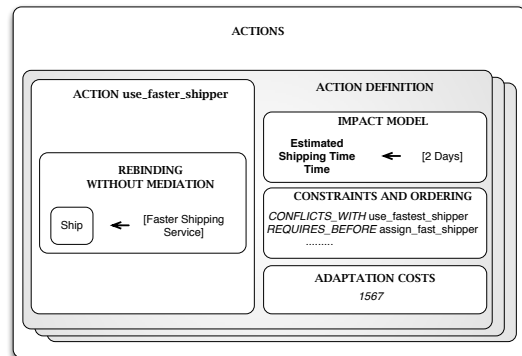 ACTIONS
ACTION use_faster_shipper
REBINDING
WITHOUT MEDIATION
Ship
[Faster Shipping
Service]
ACTION DEFINITION
IMPACT MODEL
Estimated
Shipping Time
Time
[2 Days]
CONSTRAINTS AND ORDERING
CONFLICTS_WITH use_fastest_shipper
REQUIRES_BEFORE assign_fast_shipper
.........
ADAPTATION COSTS
1567